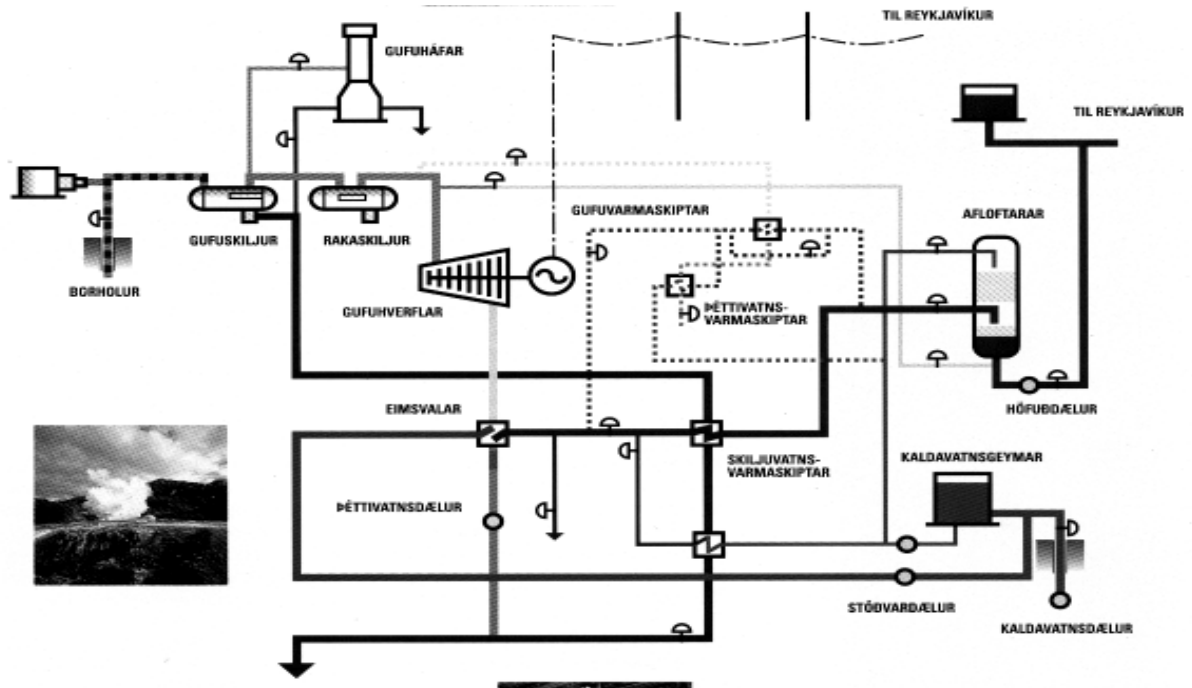 TIL REYKJAVÍKUR
GUFUHÁFAR
TIL REYKJAVÍKUR
GUFUVARMASKIPTAR
AFLOFTARAR
GUFUSKILJUR
RAKASKILJUR
BORHOLUR
GUFUHVERFLAR
ÞÉTTIVATNS-
VARMASKIPTAR
EIMSVALAR
HÖFUÐDÆLUR
SKILJUVATNS-
VARMASKIPTAR
KALDAVATNSGEYMAR
ÞÉTTIVATNSDÆLUR
STÖÐVARDÆLUR
KALDAVATNSDÆLUR